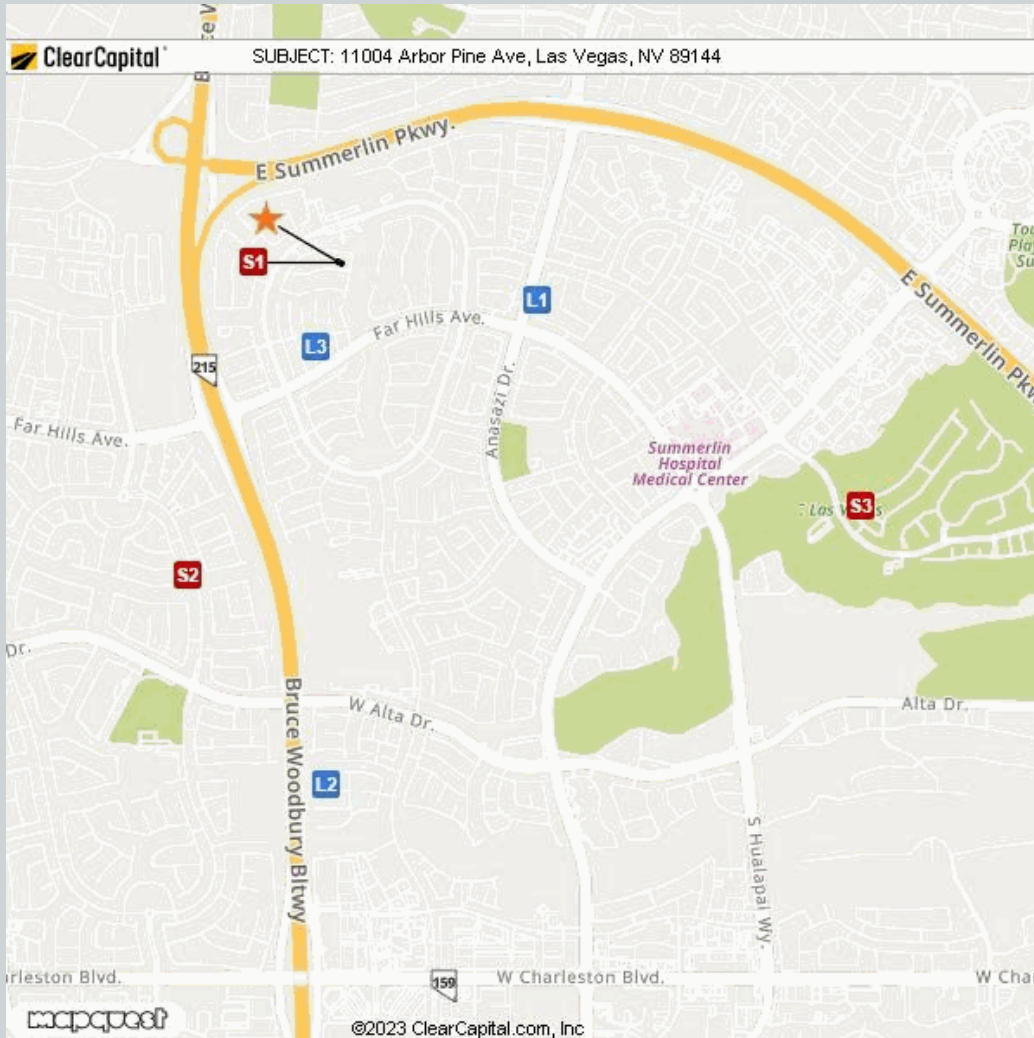 ClearCapital
SUBJECT: 11004 Arbor Pine Ave, Las Vegas, NV 89144
E Summerlin Pkwy.
S1
L1
E Summerlin Pkwy
Far Hills Ave.
L3
215
Far Hills Ave.
Anasazi Dr.
Summerlin
Hospital
Medical Center
S3
S2
Dr.
W Alta Dr.
Alta Dr.
Bruce Woodbury Bltwy
L2
S Hualapai Wy.
rleston Blvd.
159
W Charleston Blvd.
W Cha
mapquest
©2023 ClearCapital.com, Inc